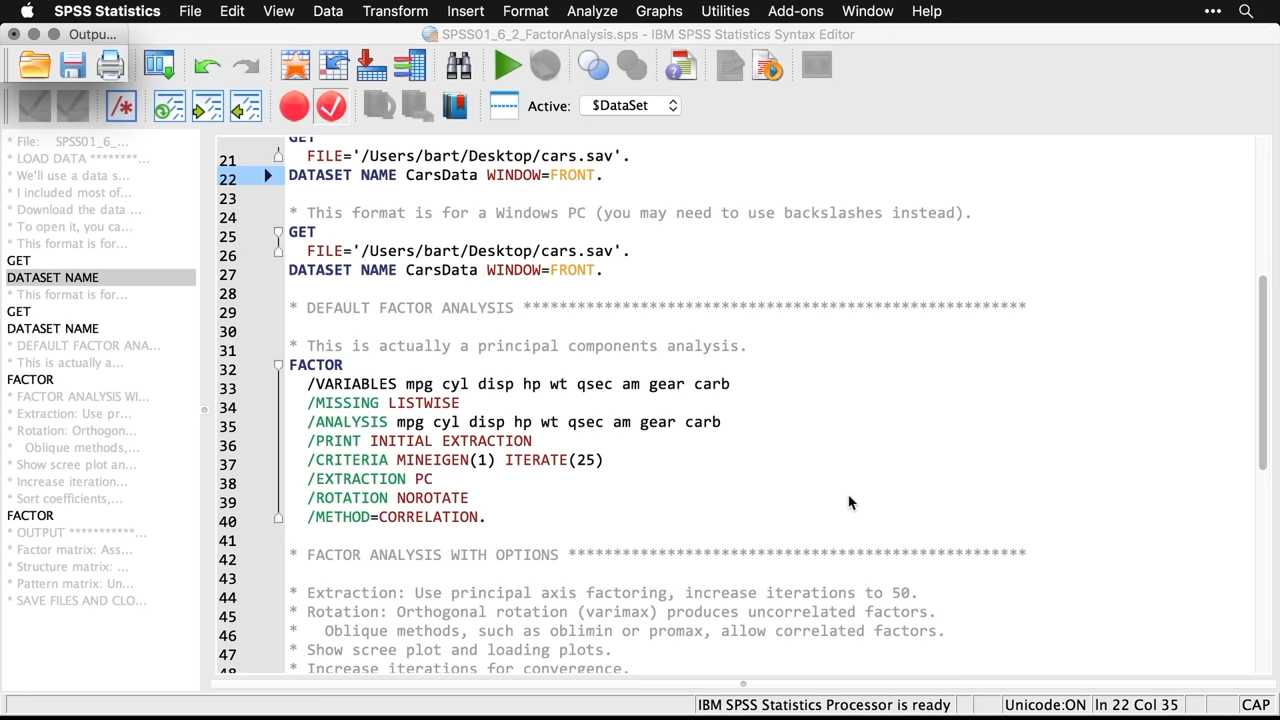 SPSS Statistics File Edit View Data Transform Insert Format Analyze Graphs Utilities Add-ons Window Help
Outpu...
SPSS01_6_2_FactorAnalysis.sps - IBM SPSS Statistics Syntax Editor
Active: $DataSet
* File: SPSS01_6_...
* LOAD DATA ********...
* We'll use a data s...
* I included most of...
* Download the data ...
* To open it, you ca...
* This format is for...
GET
DATASET NAME
* This format is for...
GET
DATASET NAME
* DEFAULT FACTOR ANA...
* This is actually a...
FACTOR
* FACTOR ANALYSIS WI...
* Extraction: Use pr...
* Rotation: Orthogon...
* Oblique methods,...
* Show scree plot an...
* Increase iteration...
* Sort coefficients,...
FACTOR
* OUTPUT ***********...
* Factor matrix: Ass...
* Structure matrix: ...
* Pattern matrix: Un...
* SAVE FILES AND CLO...
GET
21 FILE='/Users/bart/Desktop/cars.sav'.
22 DATASET NAME CarsData WINDOW=FRONT.
23
24 * This format is for a Windows PC (you may need to use backslashes instead).
25 GET
26 FILE='/Users/bart/Desktop/cars.sav'.
27 DATASET NAME CarsData WINDOW=FRONT.
28
29 * DEFAULT FACTOR ANALYSIS ********************************************************
30
31 * This is actually a principal components analysis.
32 FACTOR
33 /VARIABLES mpg cyl disp hp wt qsec am gear carb
34 /MISSING LISTWISE
35 /ANALYSIS mpg cyl disp hp wt qsec am gear carb
36 /PRINT INITIAL EXTRACTION
37 /CRITERIA MINEIGEN(1) ITERATE(25)
38 /EXTRACTION PC
39 /ROTATION NOROTATE
40 /METHOD=CORRELATION.
41
42 * FACTOR ANALYSIS WITH OPTIONS ***************************************************
43
44 * Extraction: Use principal axis factoring, increase iterations to 50.
45 * Rotation: Orthogonal rotation (varimax) produces uncorrelated factors.
46 * Oblique methods, such as oblimin or promax, allow correlated factors.
47 * Show scree plot and loading plots.
48 * Increase iterations for convergence.
IBM SPSS Statistics Processor is ready Unicode:ON In 22 Col 35 CAP